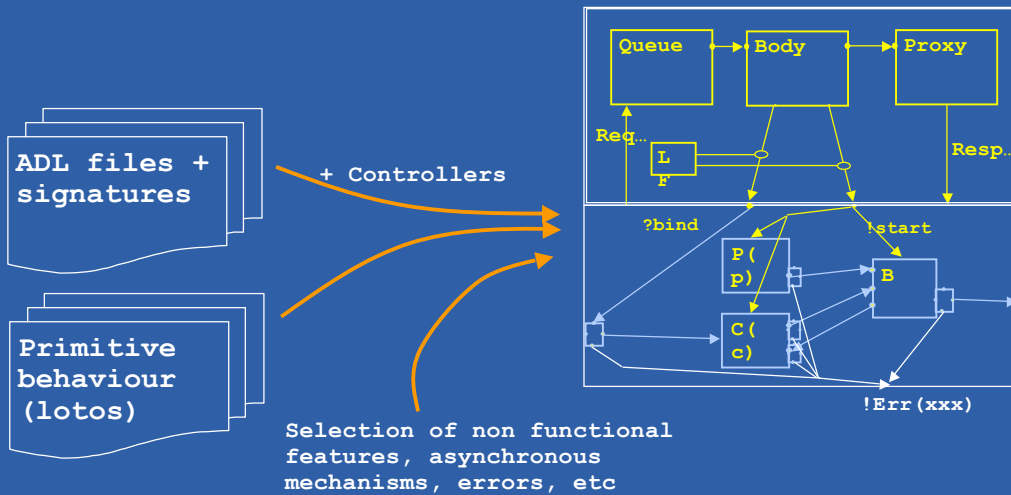 Queue
Body
Proxy
Req…
L
F
Resp…
ADL files +
signatures
+ Controllers
?bind
!start
P(
p)
B
C(
c)
Primitive
behaviour
(lotos)
!Err(xxx)
Selection of non functional
features, asynchronous
mechanisms, errors, etc